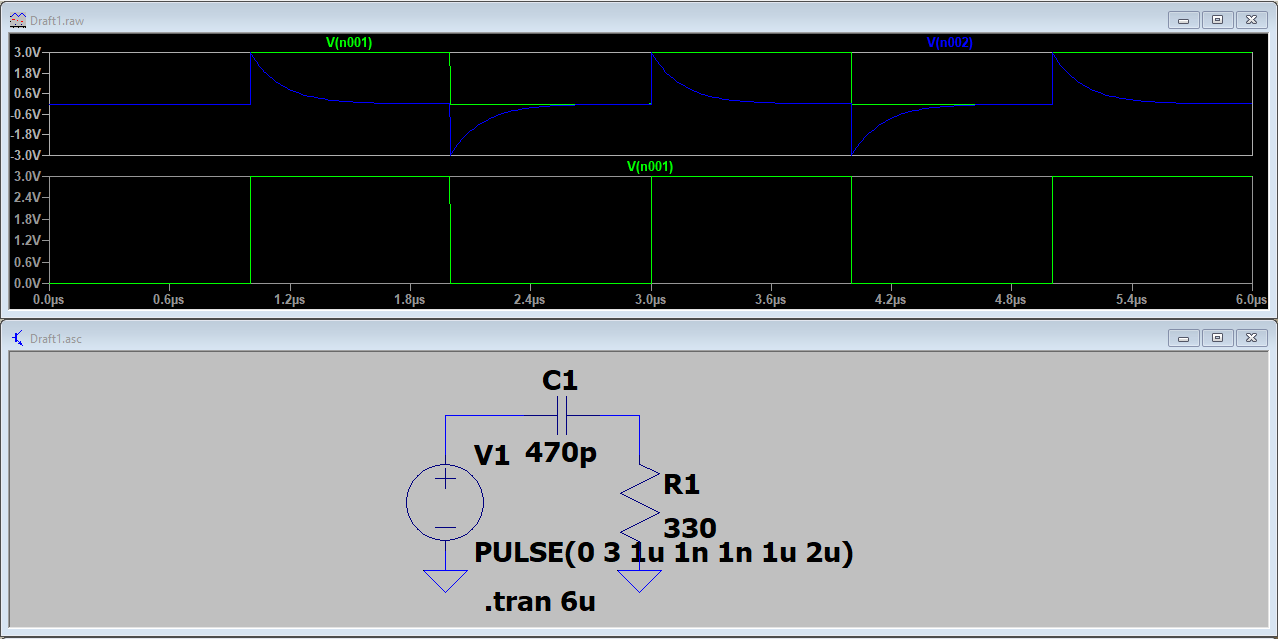 Draft1.raw
V(n001) V(n002)
3.0V
1.8V
0.6V
-0.6V
-1.8V
-3.0V
V(n001)
3.0V
2.4V
1.8V
1.2V
0.6V
0.0V
0.0µs 0.6µs 1.2µs 1.8µs 2.4µs 3.0µs 3.6µs 4.2µs 4.8µs 5.4µs 6.0µs
Draft1.asc
C1
V1 470p
R1
330
PULSE(0 3 1u 1n 1n 1u 2u)
.tran 6u